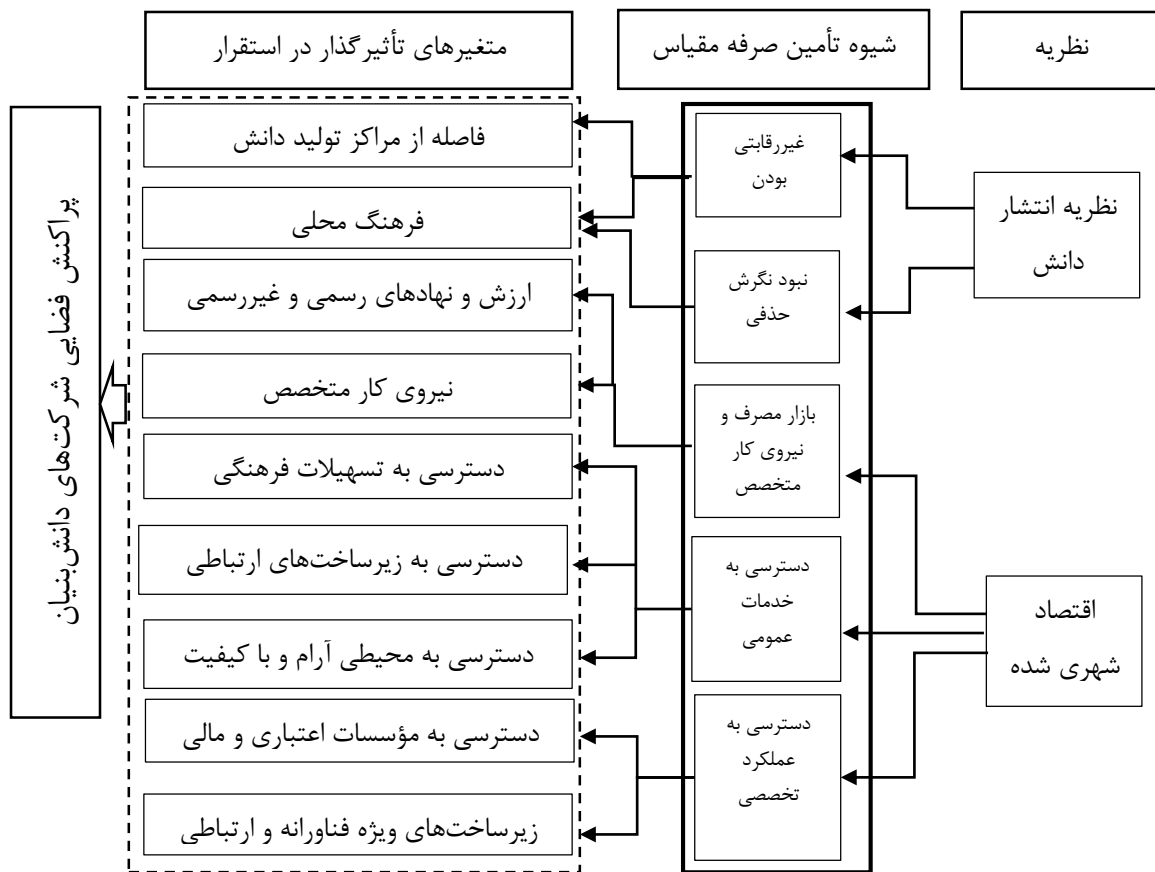 نظریه
شیوه تأمین صرفه مقیاس
متغیرهای تأثیرگذار در استقرار
نظریه انتشار
دانش
اقتصاد
شهری شده
غیررقابتی
بودن
نبود نگرش
حذفی
بازار مصرف و
نیروی کار
متخصص
دسترسی به
خدمات
عمومی
دسترسی به
عملکرد
تخصصی
فاصله از مراکز تولید دانش
فرهنگ محلی
ارزش و نهادهای رسمی و غیررسمی
نیروی کار متخصص
دسترسی به تسهیلات فرهنگی
دسترسی به زیرساخت‌های ارتباطی
دسترسی به محیطی آرام و با کیفیت
دسترسی به مؤسسات اعتباری و مالی
زیرساخت‌های ویژه فناورانه و ارتباطی
پراکنش فضایی شرکت‌های دانش‌بنیان